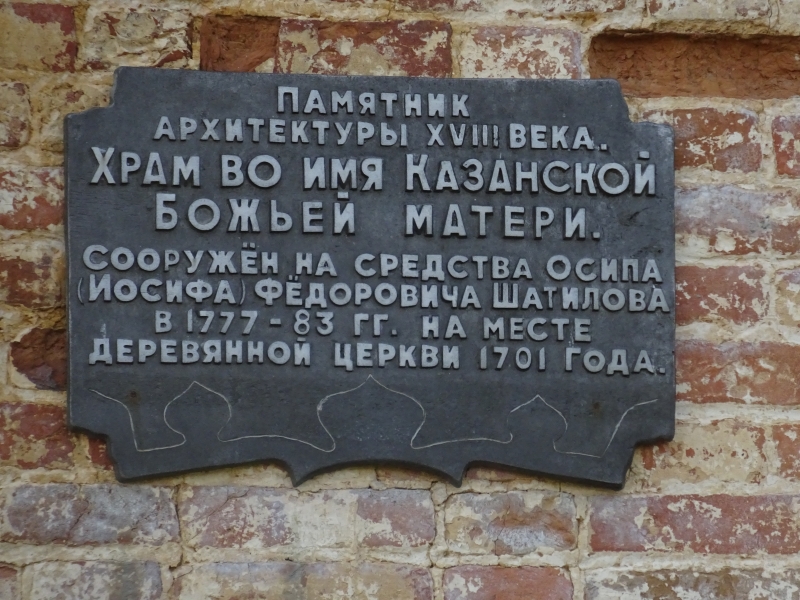 ПАМЯТНИК
АРХИТЕКТУРЫ XVIII ВЕКА.
ХРАМ ВО ИМЯ КАЗАНСКОЙ
БОЖЬЕЙ МАТЕРИ.
СООРУЖЁН НА СРЕДСТВА ОСИПА
(ИОСИФА) ФЁДОРОВИЧА ШАТИЛОВА
В 1777-83 ГГ. НА МЕСТЕ
ДЕРЕВЯННОЙ ЦЕРКВИ 1701 ГОДА.